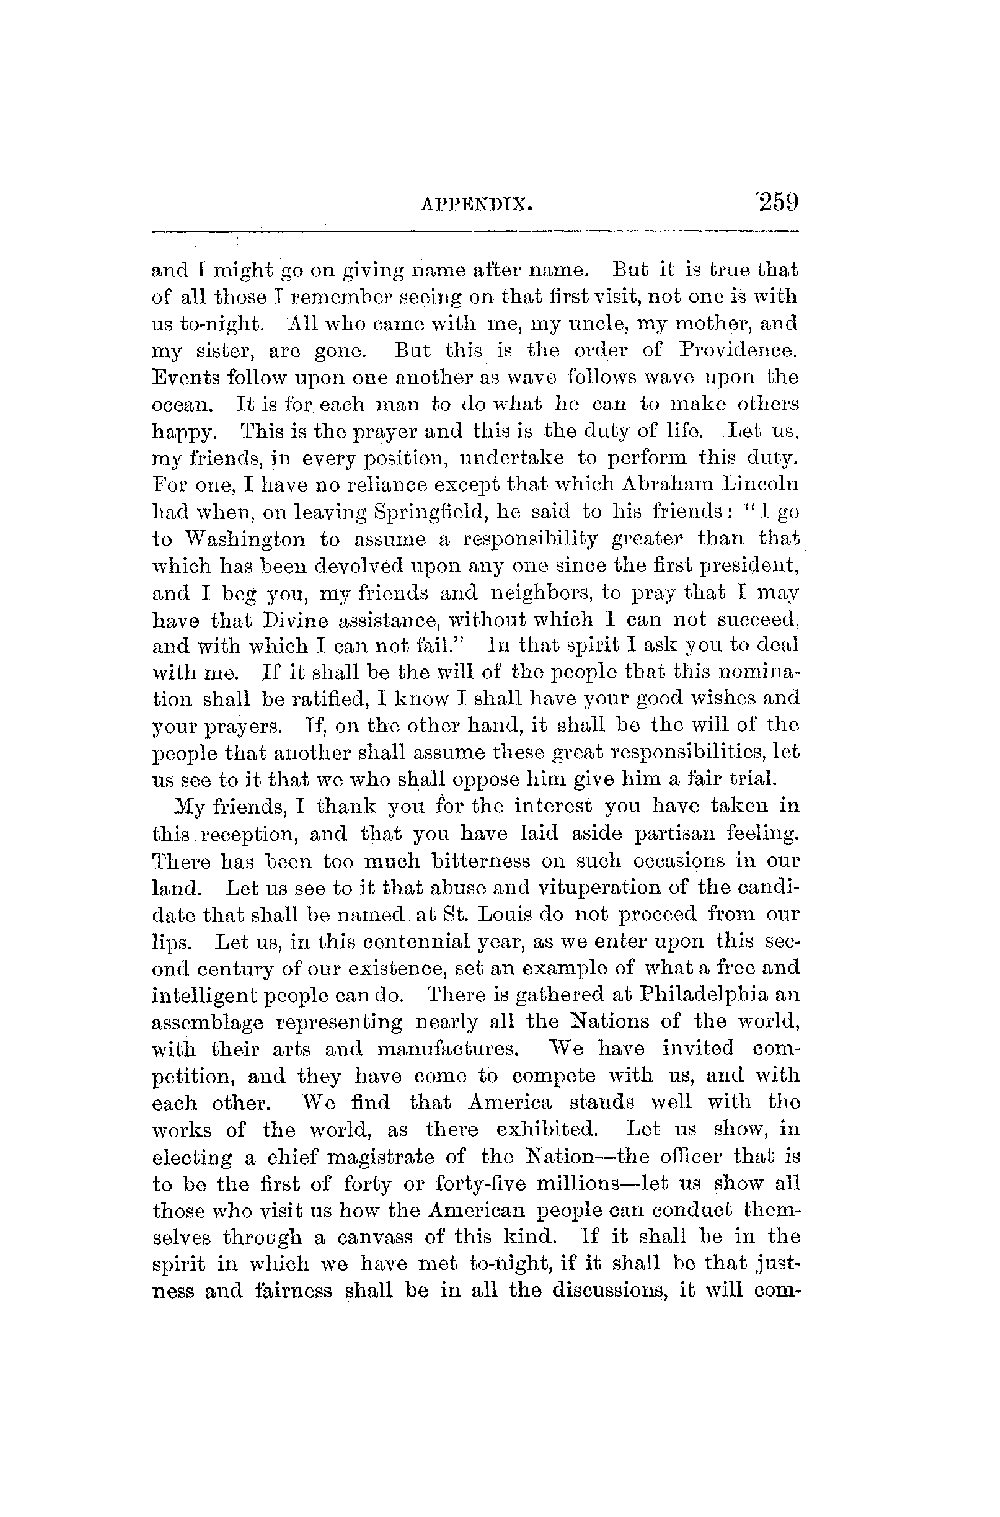 APPENDIX. 259
and I might go on giving name after name. But it is true that
of all those I remember seeing on that first visit, not one is with
us to-night. All who came with me, my uncle, my mother, and
my sister, are gone. But this is the order of Providence.
Events follow upon one another as wave follows wave upon the
ocean. It is for each man to do what he can to make others
happy. This is the prayer and this is the duty of life. Let us,
my friends, in every position, undertake to perform this duty.
For one, I have no reliance except that which Abraham Lincoln
had when, on leaving Springfield, he said to his friends: "I go
to Washington to assume a responsibility greater than that
which has been devolved upon any one since the first president,
and I beg you, my friends and neighbors, to pray that I may
have that Divine assistance, without which I can not succeed,
and with which I can not fail." In that spirit I ask you to deal
with me. If it shall be the will of the people that this nomina-
tion shall be ratified, I know I shall have your good wishes and
your prayers. If, on the other hand, it shall be the will of the
people that another shall assume these great responsibilities, let
us see to it that we who shall oppose him give him a fair trial.
My friends, I thank you for the interest you have taken in
this reception, and that you have laid aside partisan feeling.
There has been too much bitterness on such occasions in our
land. Let us see to it that abuse and vituperation of the candi-
date that shall be named at St. Louis do not proceed from our
lips. Let us, in this centennial year, as we enter upon this sec-
ond century of our existence, set an example of what a free and
intelligent people can do. There is gathered at Philadelphia an
assemblage representing nearly all the Nations of the world,
with their arts and manufactures. We have invited com-
petition, and they have come to compete with us, and with
each other. We find that America stands well with the
works of the world, as there exhibited. Let us show, in
electing a chief magistrate of the Nation—the officer that is
to be the first of forty or forty-five millions—let us show all
those who visit us how the American people can conduct them-
selves through a canvass of this kind. If it shall be in the
spirit in which we have met to-night, if it shall be that just-
ness and fairness shall be in all the discussions, it will com-